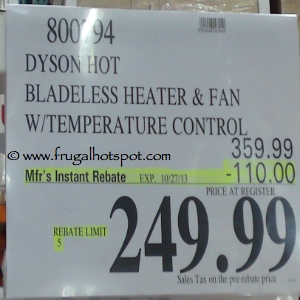 800794
DYSON HOT
BLADELESS HEATER & FAN
W/TEMPERATURE CONTROL
359.99
www.frugalhotspot.com
Mfr's Instant Rebate EXP. 10/27/13 -110.00
PRICE AT REGISTER
REBATE LIMIT
5
249.99
Sales Tax on the pre-rebate price